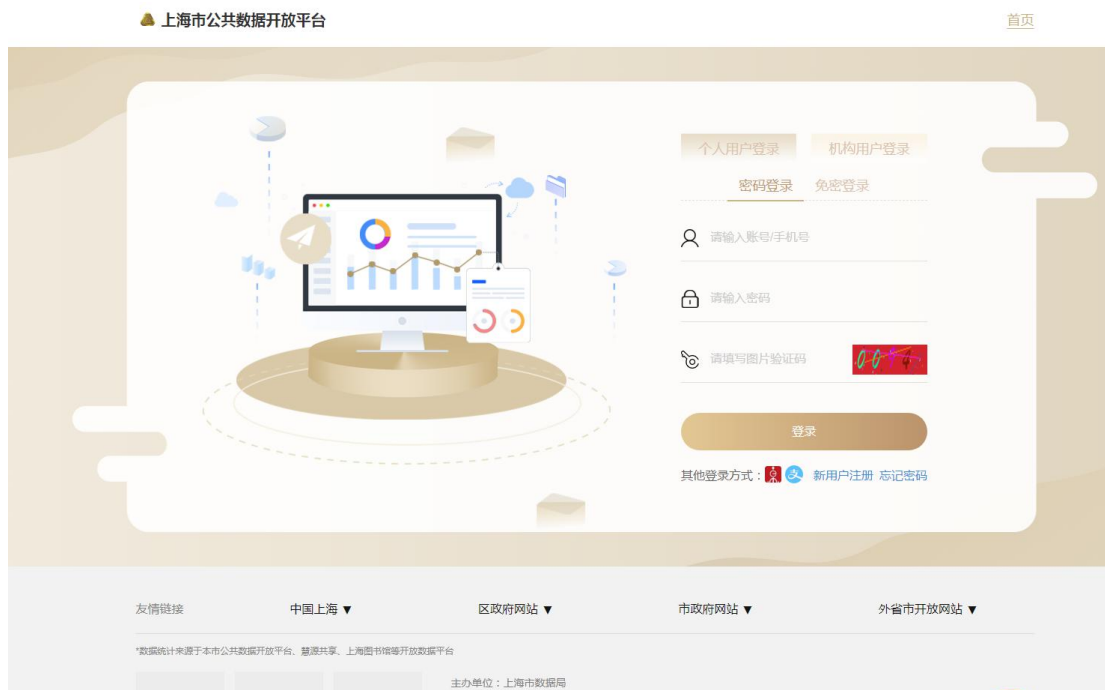 上海市公共数据开放平台
首页
个人用户登录 机构用户登录
密码登录 免密登录
请输入账号/手机号
请输入密码
请填写图片验证码
登录
其他登录方式： 新用户注册 忘记密码
友情链接 中国上海 ▼ 区政府网站 ▼ 市政府网站 ▼ 外省市开放网站 ▼
*数据统计来源于本市公共数据开放平台、慧源共享、上海图书馆等开放数据平台
主办单位：上海市数据局